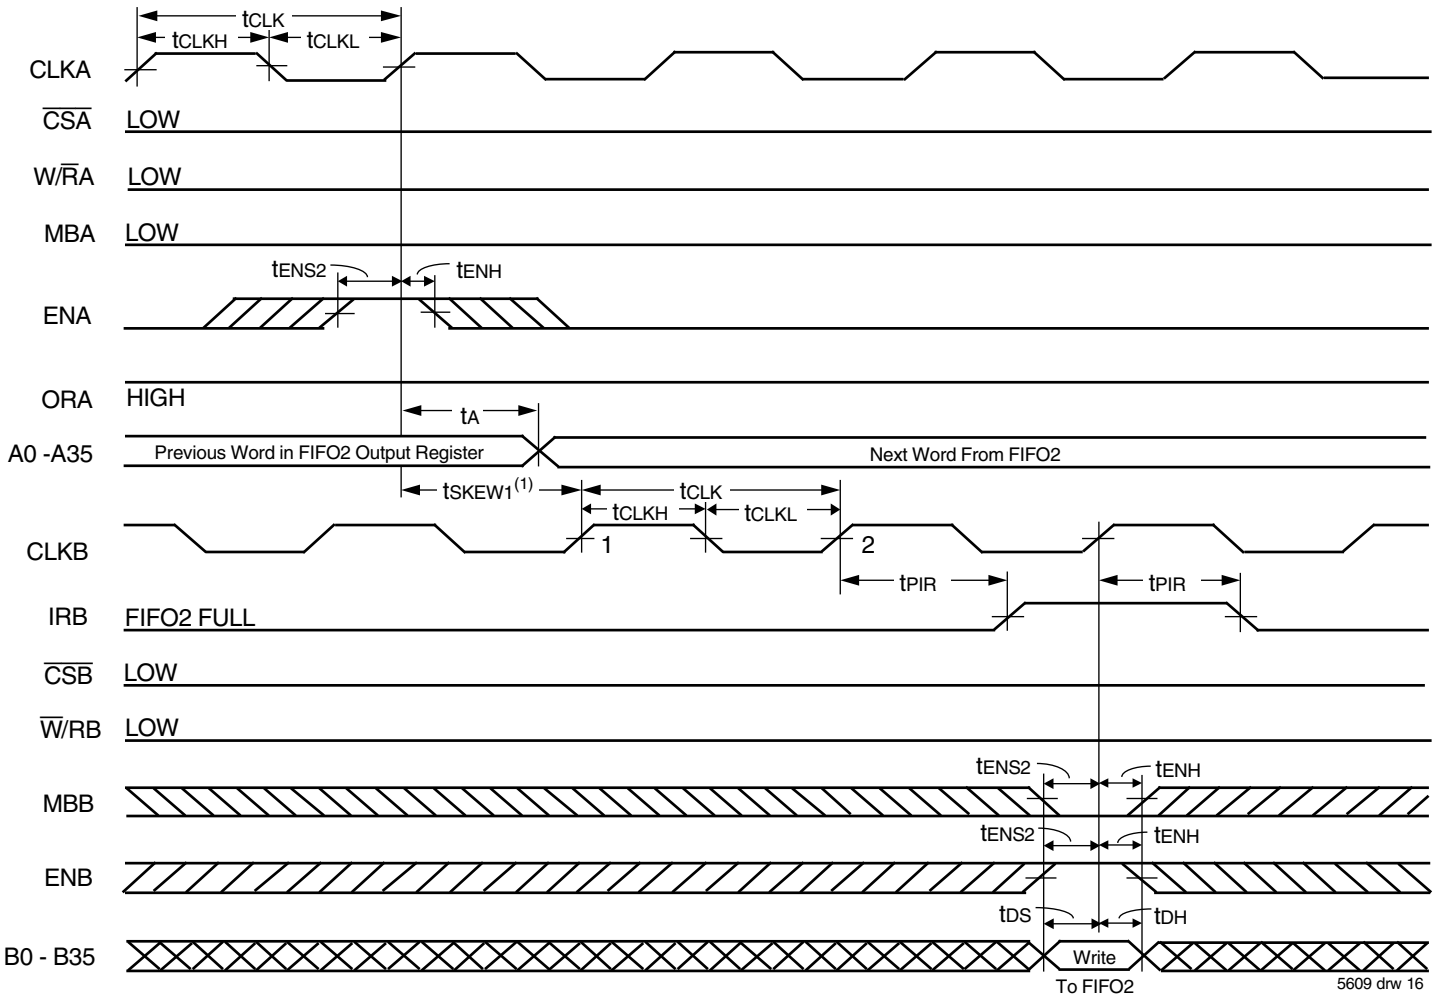 tCLK
tCLKH tCLKL
CLKA
CSA LOW
W/RA LOW
MBA LOW
tENS2 tENH
ENA
ORA HIGH
tA
A0 -A35 Previous Word in FIFO2 Output Register Next Word From FIFO2
tSKEW1(1) tCLK
tCLKH tCLKL
CLKB 1 2
tPIR tPIR
IRB FIFO2 FULL
CSB LOW
W/RB LOW
tENS2 tENH
MBB
tENS2 tENH
ENB
tDS tDH
B0 - B35 Write
To FIFO2
5609 drw 16